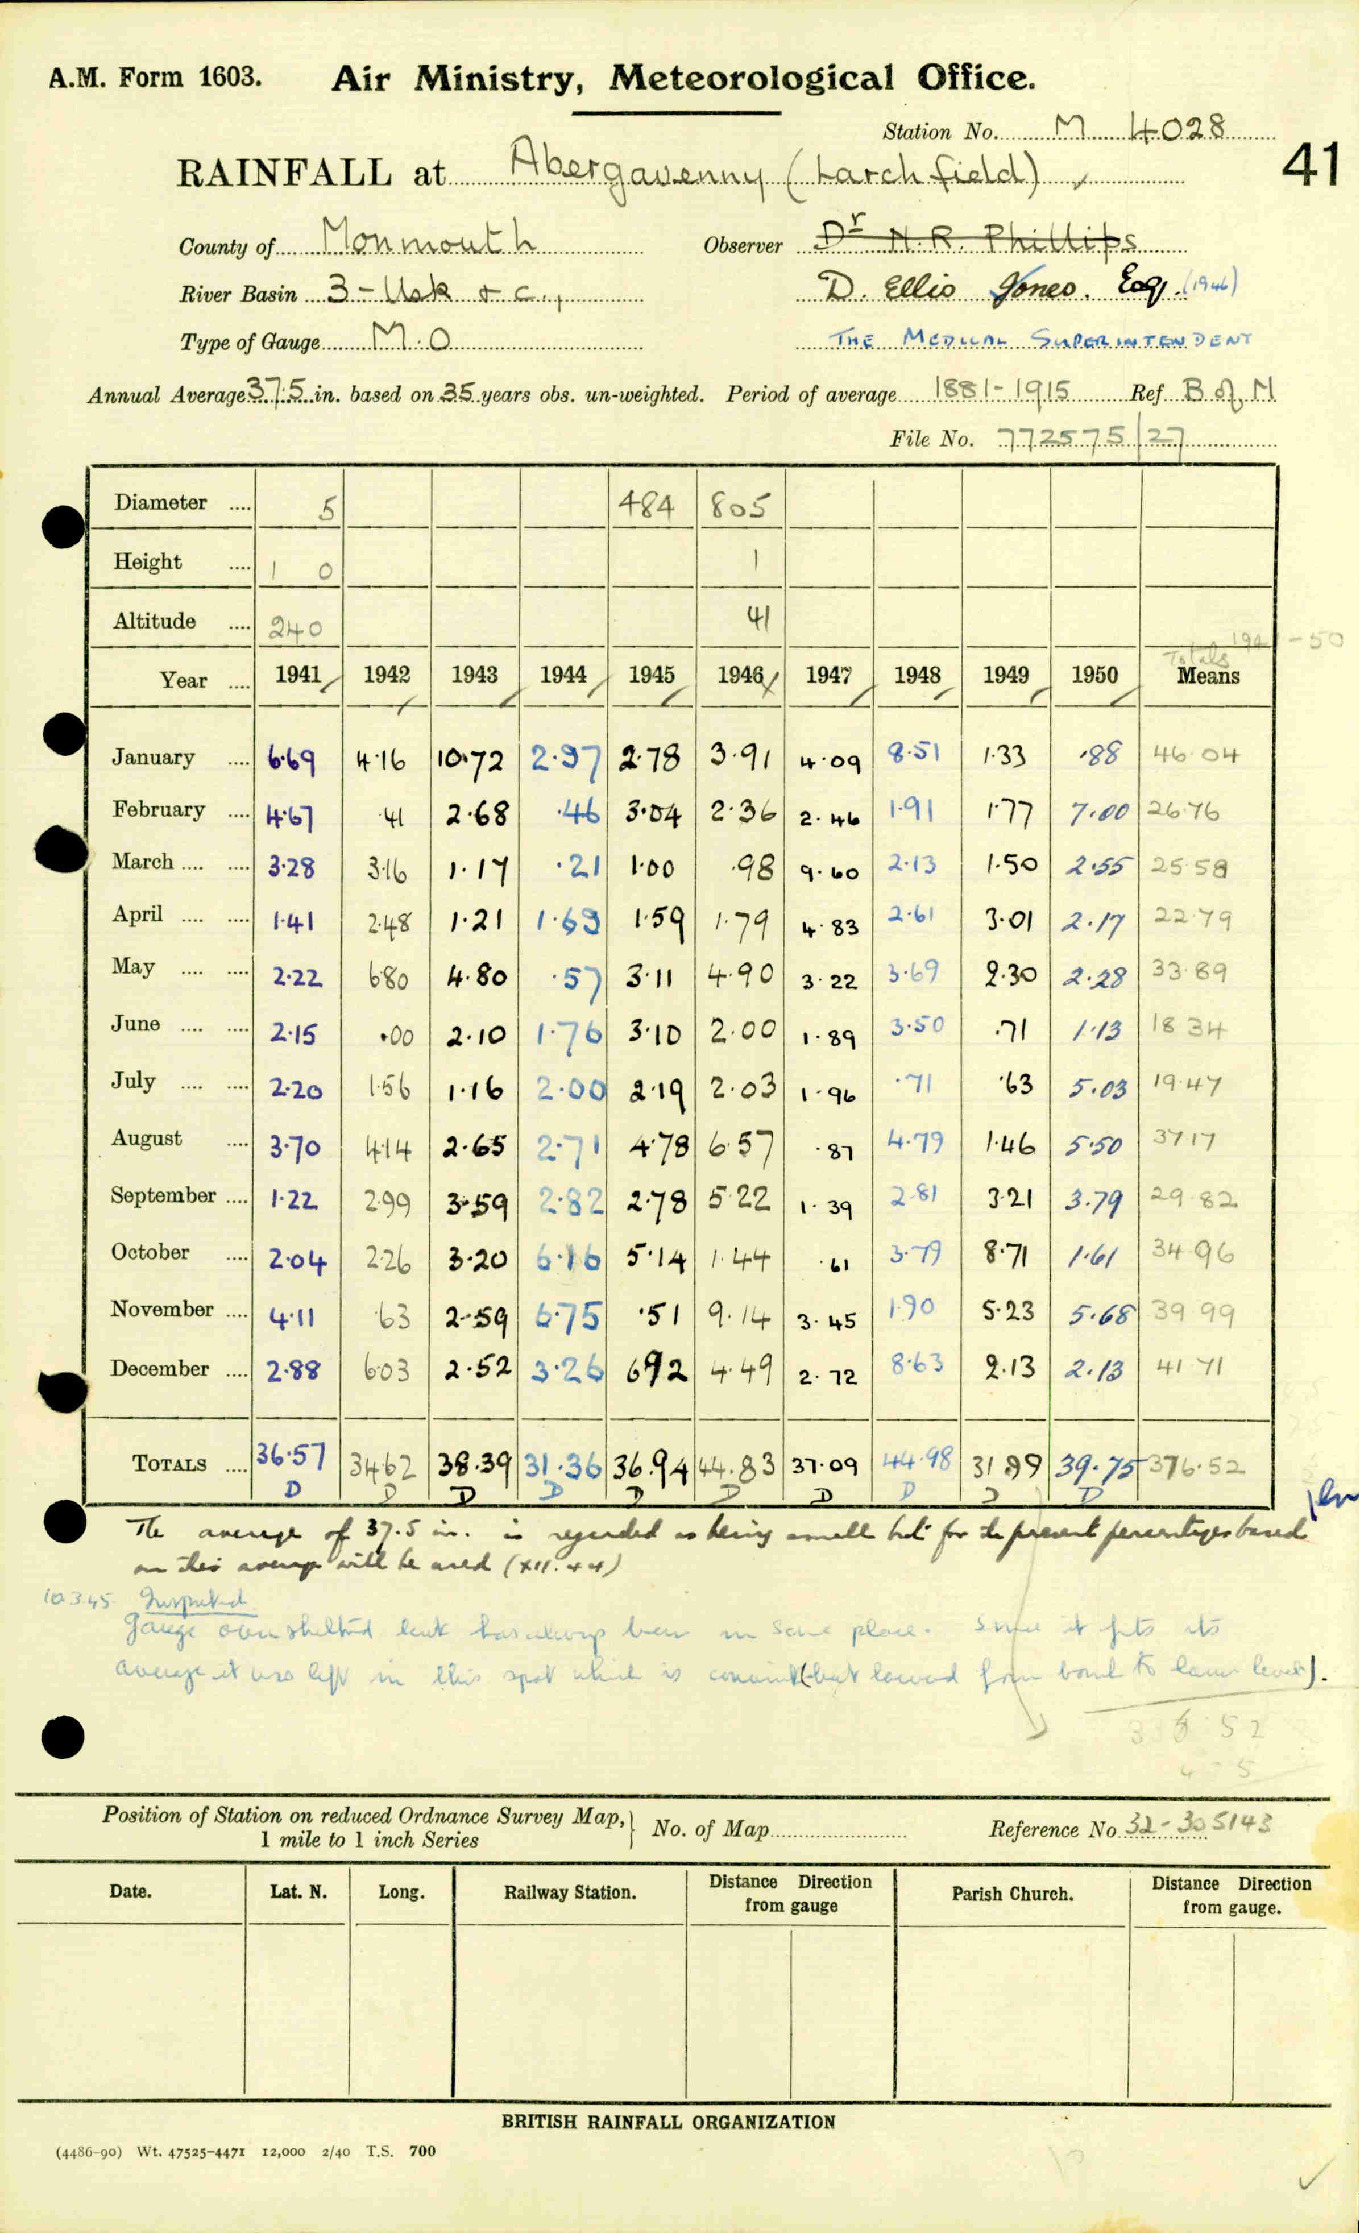 A.M. Form 1603. Air Ministry, Meteorological Office.
Station No. M 4028
41
RAINFALL at Abergavenny (Larchfield)
County of Monmouth Observer Dr N.R. Phillips
River Basin 3 - Usk & c., D. Ellis Jones. Esq. (1946)
Type of Gauge M.O THE MEDICAL SUPERINTENDENT
Annual Average 37.5 in. based on 35 years obs. un-weighted. Period of average 1881-1915 Ref. B of M
File No. 772575/27
Diameter .... 5 484 805
Height .... 1 0 1
Altitude .... 240 41
Totals 1941-50
Year .... 1941 1942 1943 1944 1945 1946 1947 1948 1949 1950 Means
January .... 6.69 4.16 10.72 2.97 2.78 3.91 4.09 8.51 1.33 .88 46.04
February .... 4.67 .41 2.68 .46 3.04 2.36 2.46 1.91 1.77 7.00 26.76
March .... .... 3.28 3.16 1.17 .21 1.00 .98 9.60 2.13 1.50 2.55 25.58
April .... .... 1.41 2.48 1.21 1.69 1.59 1.79 4.83 2.61 3.01 2.17 22.79
May .... .... 2.22 6.80 4.80 .57 3.11 4.90 3.22 3.69 2.30 2.28 33.89
June .... .... 2.15 .00 2.10 1.76 3.10 2.00 1.89 3.50 .71 1.13 18.34
July .... .... 2.20 1.56 1.16 2.00 2.19 2.03 1.96 .71 .63 5.03 19.47
August .... 3.70 4.14 2.65 2.71 4.78 6.57 .87 4.79 1.46 5.50 37.17
September .... 1.22 2.99 3.59 2.82 2.78 5.22 1.39 2.81 3.21 3.79 29.82
October .... 2.04 2.26 3.20 6.16 5.14 1.44 .61 3.79 8.71 1.61 34.96
November .... 4.11 .63 2.59 6.75 .51 9.14 3.45 1.90 5.23 5.68 39.99
December .... 2.88 6.03 2.52 3.26 6.92 4.49 2.72 8.63 2.13 2.13 41.71
TOTALS .... 36.57 34.62 38.39 31.36 36.94 44.83 37.09 44.98 31.99 39.75 376.52
D D D D D D D D D D
The average of 37.5 in. is regarded as being small but for the present percentages based
on this average will be used (XII.44)
10.3.45 Inspected
Gauge over sheltered but has always been in same place. Since it fits its
average it was left in this spot which is (but lowered from to lawn level).
52
Position of Station on reduced Ordnance Survey Map, 1 mile to 1 inch Series } No. of Map Reference No 32-305143
Date. Lat. N. Long. Railway Station. Distance Direction from gauge Parish Church. Distance Direction from gauge.
BRITISH RAINFALL ORGANIZATION
(4486-90) Wt. 47525-4471 12,000 2/40 T.S. 700